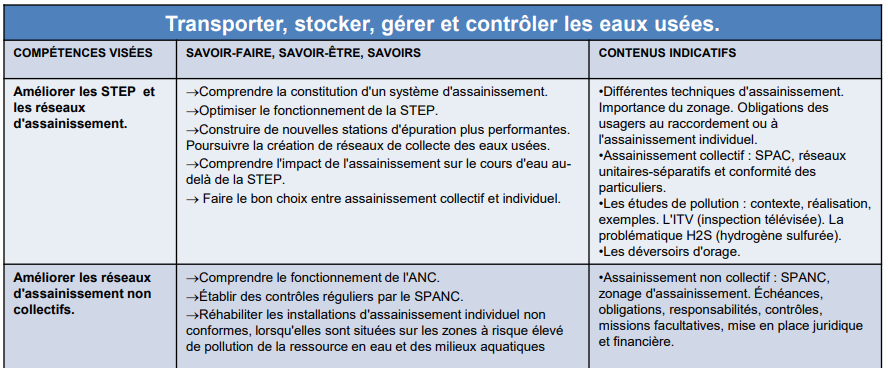 Transporter, stocker, gérer et contrôler les eaux usées.
COMPÉTENCES VISÉES
SAVOIR-FAIRE, SAVOIR-ÊTRE, SAVOIRS
CONTENUS INDICATIFS
Améliorer les STEP et
les réseaux
d'assainissement.
→Comprendre la constitution d'un système d'assainissement.
→Optimiser le fonctionnement de la STEP.
→Construire de nouvelles stations d'épuration plus performantes.
Poursuivre la création de réseaux de collecte des eaux usées.
→Comprendre l'impact de l'assainissement sur le cours d'eau au-
delà de la STEP.
→ Faire le bon choix entre assainissement collectif et individuel.
•Différentes techniques d'assainissement.
Importance du zonage. Obligations des
usagers au raccordement ou à
l'assainissement individuel.
•Assainissement collectif : SPAC, réseaux
unitaires-séparatifs et conformité des
particuliers.
•Les études de pollution : contexte, réalisation,
exemples. L'ITV (inspection télévisée). La
problématique H2S (hydrogène sulfurée).
•Les déversoirs d'orage.
Améliorer les réseaux
d'assainissement non
collectifs.
→Comprendre le fonctionnement de l'ANC.
→Établir des contrôles réguliers par le SPANC.
→Réhabiliter les installations d'assainissement individuel non
conformes, lorsqu'elles sont situées sur les zones à risque élevé
de pollution de la ressource en eau et des milieux aquatiques
•Assainissement non collectif : SPANC,
zonage d'assainissement. Échéances,
obligations, responsabilités, contrôles,
missions facultatives, mise en place juridique
et financière.